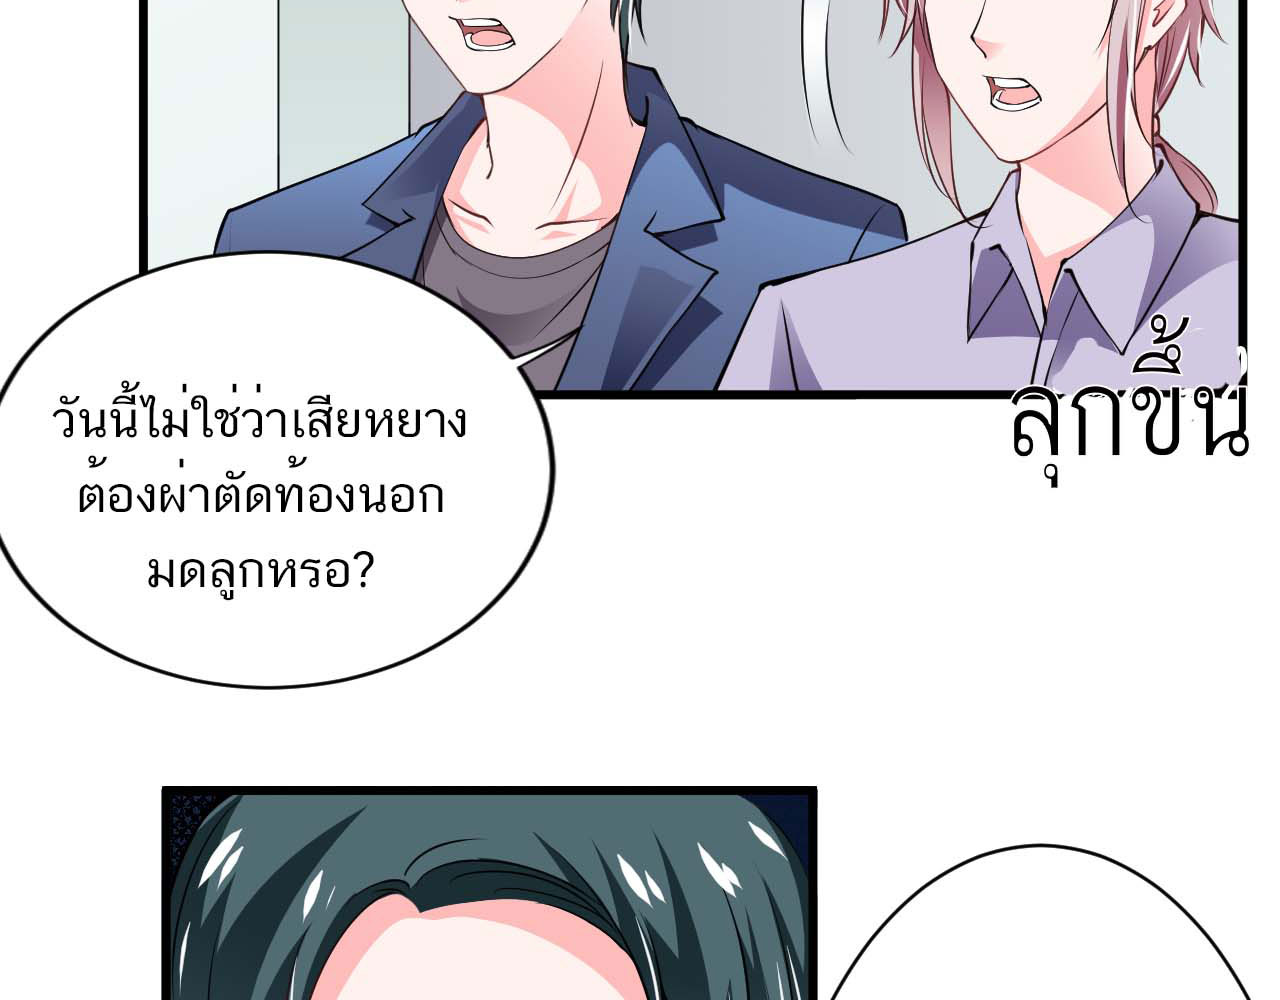 ลุกขึ้น
วันนี้ไม่ใช่ว่าเสียหยาง
ต้องผ่าตัดท้องนอก
มดลูกหรอ?